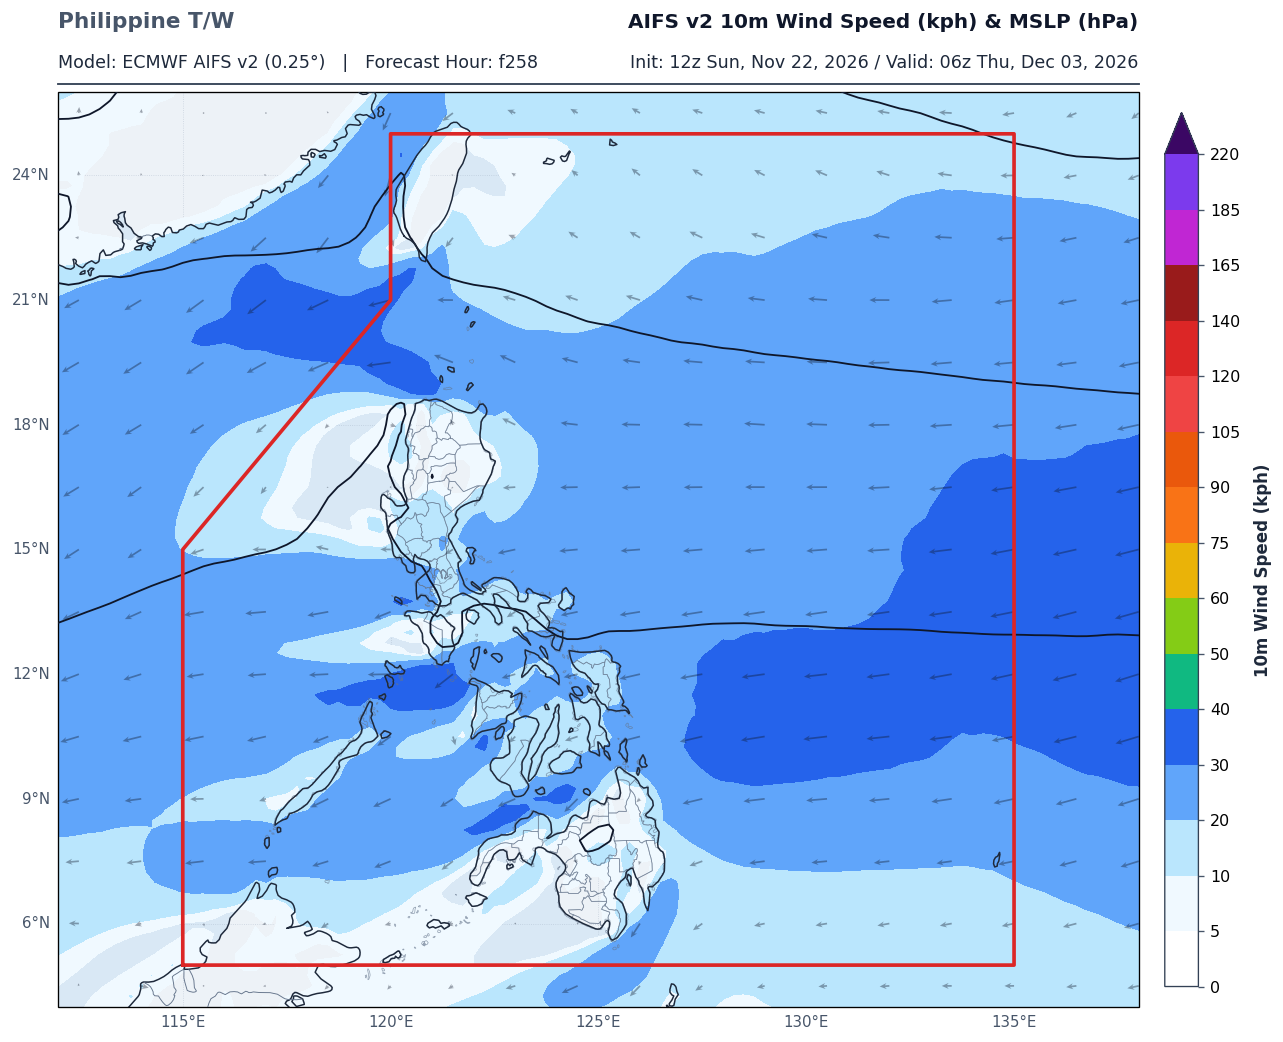 Philippine T/W
AIFS v2 10m Wind Speed (kph) & MSLP (hPa)
Model: ECMWF AIFS v2 (0.25°) | Forecast Hour: f258
Init: 12z Sun, Nov 22, 2026 / Valid: 06z Thu, Dec 03, 2026
24°N
21°N
18°N
15°N
12°N
9°N
6°N
115°E
120°E
125°E
130°E
135°E
220
185
165
140
120
105
90
75
60
50
40
30
20
10
5
0
10m Wind Speed (kph)